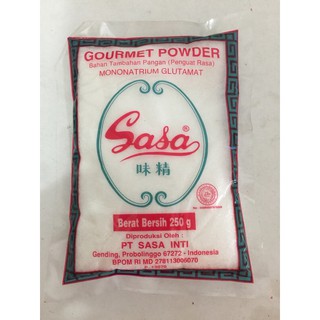 GOURMET POWDER
Bahan Tambahan Pangan (Penguat Rasa)
MONONATRIUM GLUTAMAT
Sasa®
味精
Berat Bersih 250 g
Diproduksi Oleh :
PT SASA INTI
Gending, Probolinggo 67272 - Indonesia
BPOM RI MD 278113009070